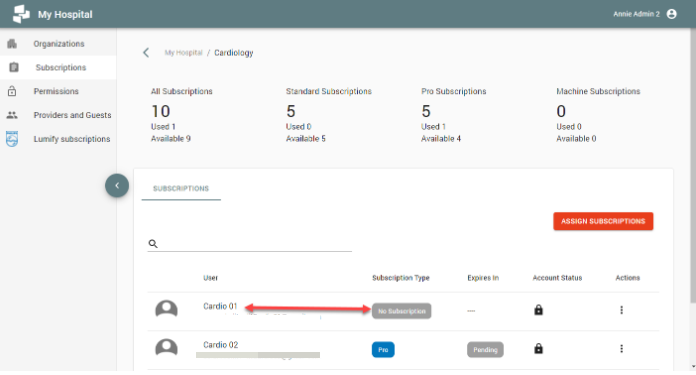 My Hospital
Annie Admin 2
Organizations
Subscriptions
Permissions
Providers and Guests
Lumify subscriptions
My Hospital / Cardiology
All Subscriptions
10
Used 1
Available 9
Standard Subscriptions
5
Used 0
Available 5
Pro Subscriptions
5
Used 1
Available 4
Machine Subscriptions
0
Used 0
Available 0
SUBSCRIPTIONS
ASSIGN SUBSCRIPTIONS
User Subscription Type Expires In Account Status Actions
Cardio 01 No Subscription ---
Cardio 02 Pro Pending